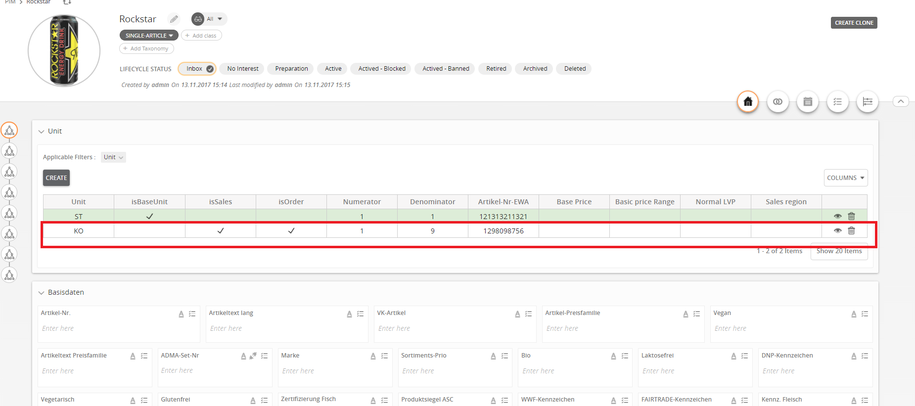 PIM > Rockstar
Rockstar All
CREATE CLONE
SINGLE-ARTICLE + Add class
+ Add Taxonomy
LIFECYCLE STATUS Inbox No Interest Preparation Active Actived - Blocked Actived - Banned Retired Archived Deleted
Created by admin On 13.11.2017 15:14 Last modified by admin On 13.11.2017 15:15
ROCKSTAR
ENERGY DRINK
Unit
Applicable Filters : Unit
CREATE COLUMNS
Unit isBaseUnit isSales isOrder Numerator Denominator Artikel-Nr-EWA Base Price Basic price Range Normal LVP Sales region
ST 1 1 121313211321
KO 1 9 1298098756
1 - 2 of 2 Items Show 20 Items
Basisdaten
Artikel-Nr. Artikeltext lang VK-Artikel Artikel-Preisfamilie Vegan
Enter here Enter here Enter here Enter here Enter here
Artikeltext Preisfamilie ADMA-Set-Nr Marke Sortiments-Prio Bio Laktosefrei DNP-Kennzeichen
Enter here Enter here Enter here Enter here Enter here Enter here Enter here
Vegetarisch Glutenfrei Zertifizierung Fisch Produktsiegel ASC WWF-Kennzeichen FAIRTRADE-Kennzeichen Kennz. Fleisch